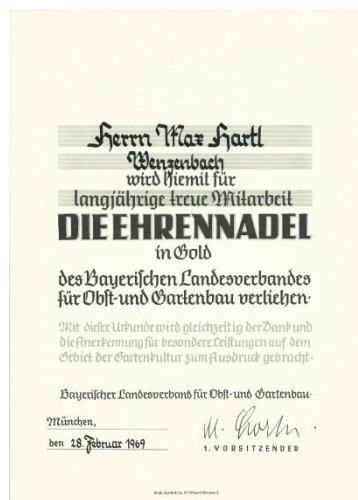 Herrn Max Hartl
Wenzenbach
wird hiemit für
langjährige treue Mitarbeit
DIE EHRENNADEL
in Gold
des Bayerischen Landesverbandes
für Obst- und Gartenbau verliehen.
Mit dieser Urkunde wird gleichzeitig der Dank und
die Anerkennung für besondere Leistungen auf dem
Gebiet der Gartenkultur zum Ausdruck gebracht.
Bayerischer Landesverband für Obst- und Gartenbau.
München,
den 28. Februar 1969
1. VORSITZENDER